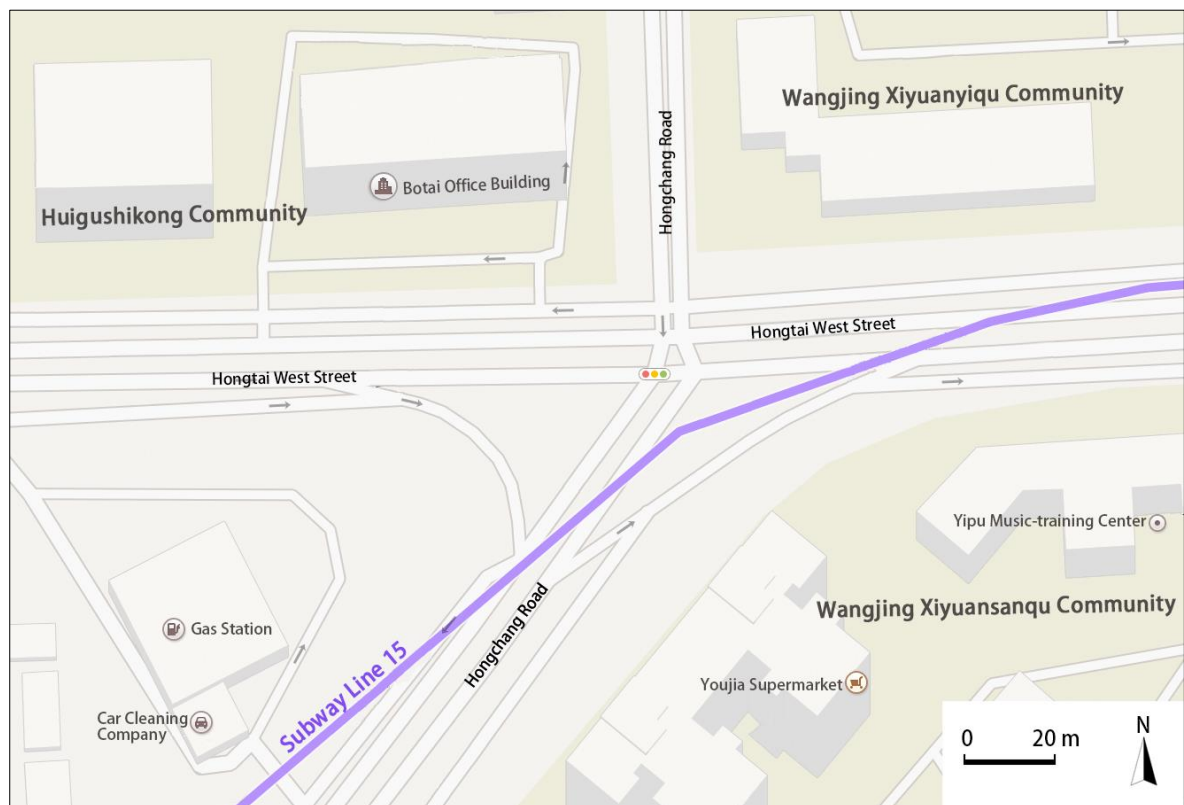 Wangjing Xiyuanyiqu Community
Hongchang Road
Botai Office Building
Huigushikong Community
Hongtai West Street
Hongtai West Street
Yipu Music-training Center
Wangjing Xiyuansanqu Community
Gas Station
Hongchang Road
Subway Line 15
Youjia Supermarket
Car Cleaning
Company
0 20 m
N